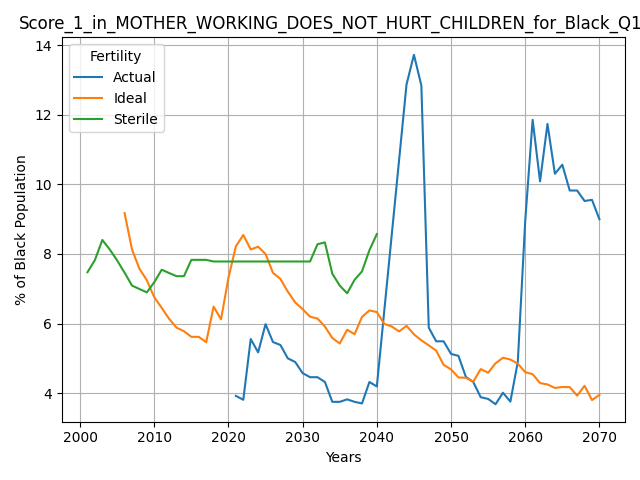 Score_1_in_MOTHER_WORKING_DOES_NOT_HURT_CHILDREN_for_Black_Q1
Fertility
Actual
Ideal
Sterile
% of Black Population
14
12
10
8
6
4
2000 2010 2020 2030 2040 2050 2060 2070
Years